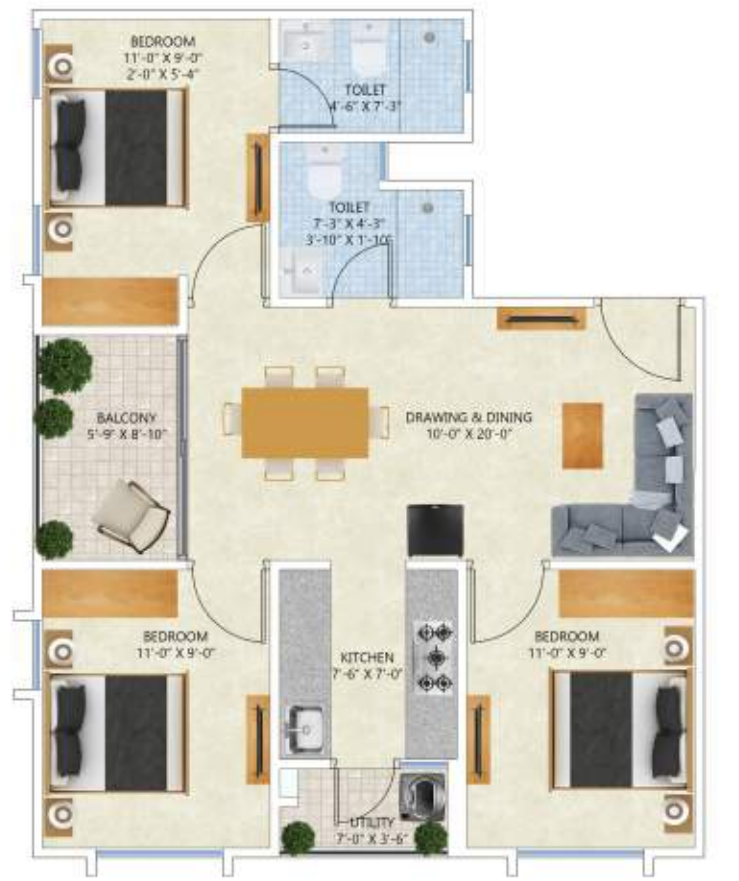 BEDROOM
11'-0" X 9'-0"
2'-0" X 5'-4"
TOILET
4'-6" X 7'-3"
TOILET
7'-3" X 4'-3"
3'-10" X 1'-10"
BALCONY
5'-9" X 8'-10"
DRAWING & DINING
10'-0" X 20'-0"
BEDROOM
11'-0" X 9'-0"
KITCHEN
7'-6" X 7'-0"
BEDROOM
11'-0" X 9'-0"
UTILITY
7'-0" X 3'-6"